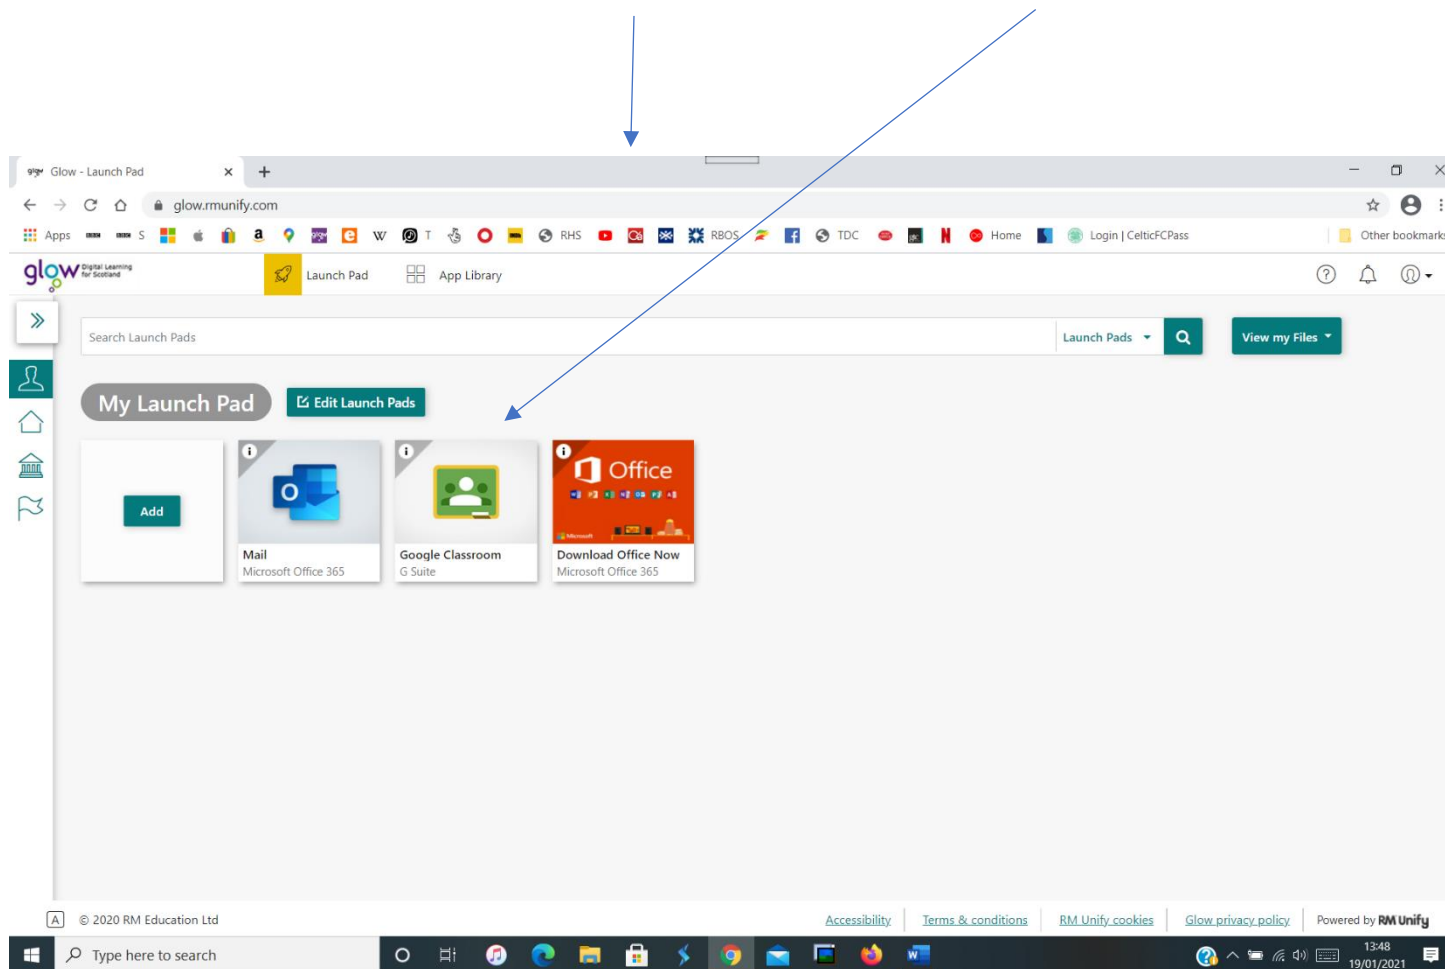 glow Glow - Launch Pad
glow.rmunify.com
Apps S a e W T RHS Cé RBOS f TDC N Home Login | CelticFCPass Other bookmarks
glow Digital Learning for Scotland Launch Pad App Library
Search Launch Pads Launch Pads View my Files
My Launch Pad Edit Launch Pads
Add
Office
Microsoft
Mail Google Classroom Download Office Now
Microsoft Office 365 G Suite Microsoft Office 365
A © 2020 RM Education Ltd Accessibility Terms & conditions RM Unify cookies Glow privacy policy Powered by RM Unify
Type here to search 13:48
19/01/2021